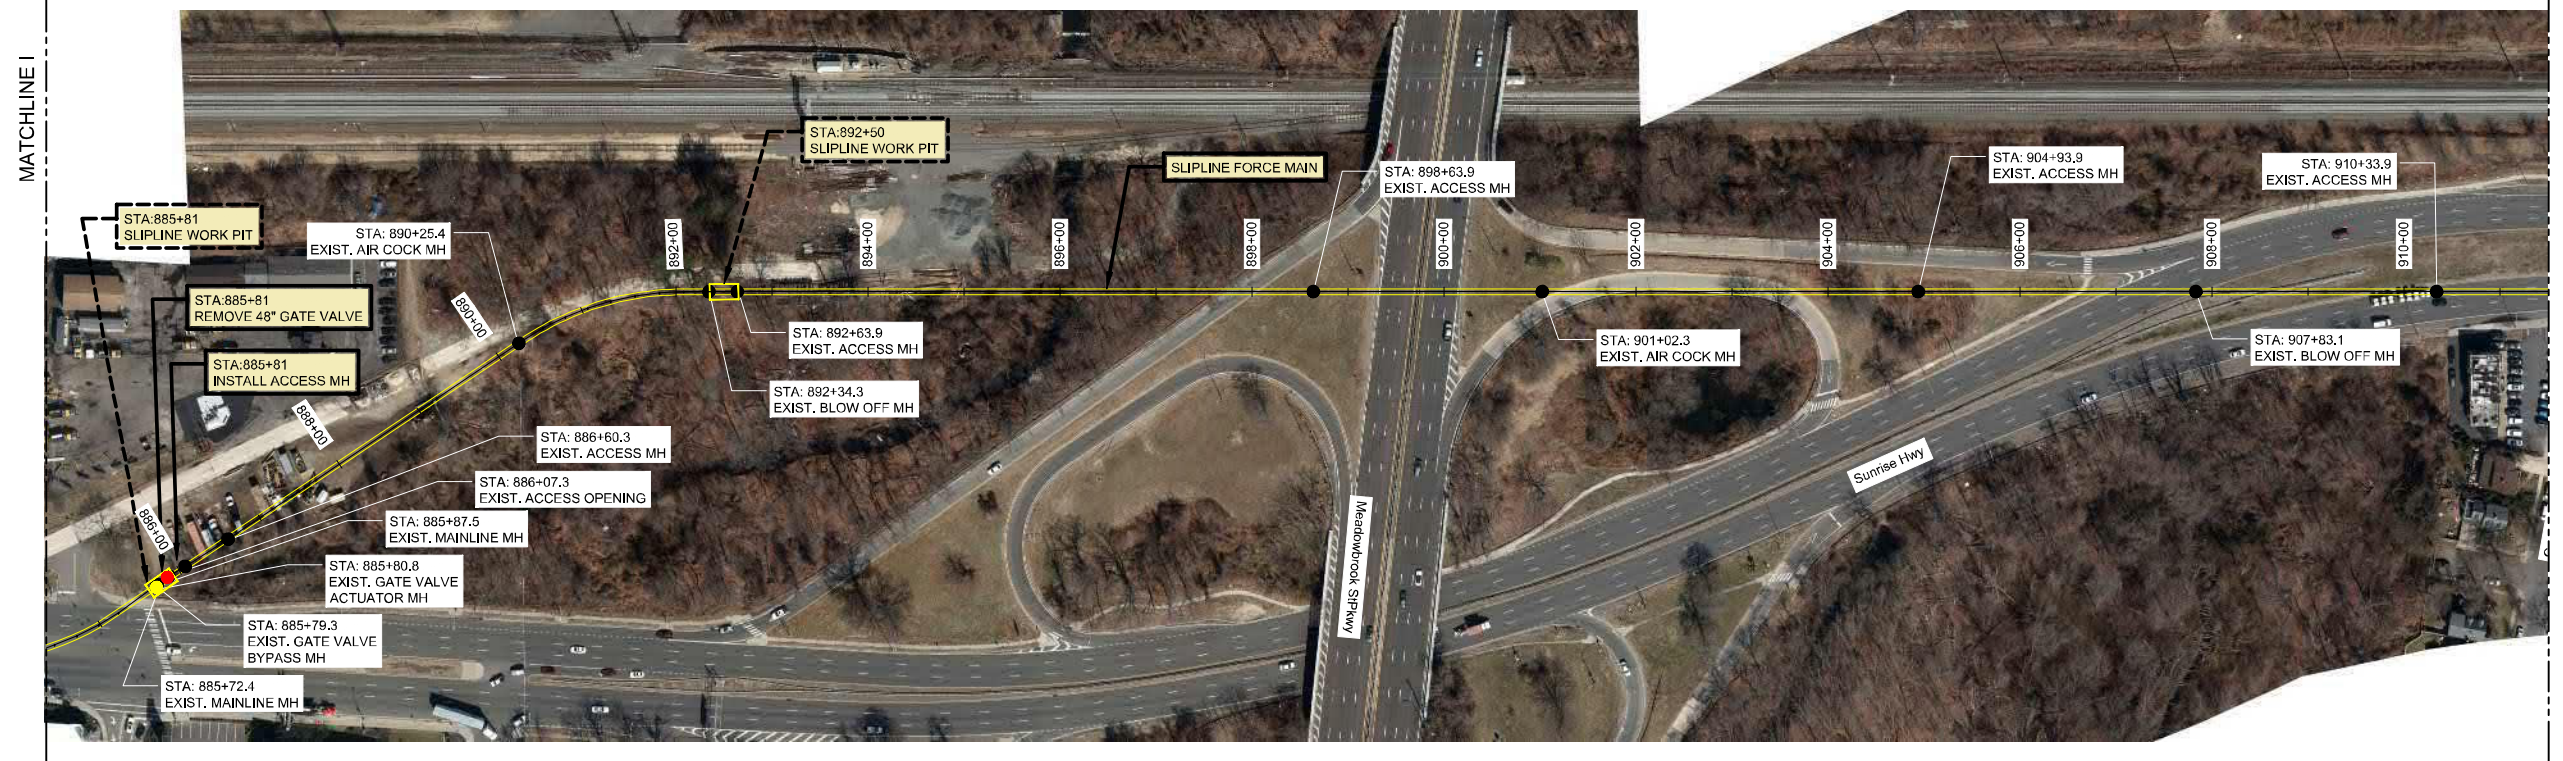 MATCHLINE I
STA:892+50
SLIPLINE WORK PIT
SLIPLINE FORCE MAIN
STA: 898+63.9
EXIST. ACCESS MH
STA: 904+93.9
EXIST. ACCESS MH
STA: 910+33.9
EXIST. ACCESS MH
STA:885+81
SLIPLINE WORK PIT
STA: 890+25.4
EXIST. AIR COCK MH
892+00
894+00
896+00
898+00
900+00
902+00
904+00
906+00
908+00
910+00
STA:885+81
REMOVE 48" GATE VALVE
890+00
STA: 892+63.9
EXIST. ACCESS MH
STA: 901+02.3
EXIST. AIR COCK MH
STA: 907+83.1
EXIST. BLOW OFF MH
STA:885+81
INSTALL ACCESS MH
STA: 892+34.3
EXIST. BLOW OFF MH
888+00
STA: 886+60.3
EXIST. ACCESS MH
Sunrise Hwy
STA: 886+07.3
EXIST. ACCESS OPENING
886+00
STA: 885+87.5
EXIST. MAINLINE MH
Meadowbrook StPkwy
STA: 885+80.8
EXIST. GATE VALVE
ACTUATOR MH
STA: 885+79.3
EXIST. GATE VALVE
BYPASS MH
STA: 885+72.4
EXIST. MAINLINE MH